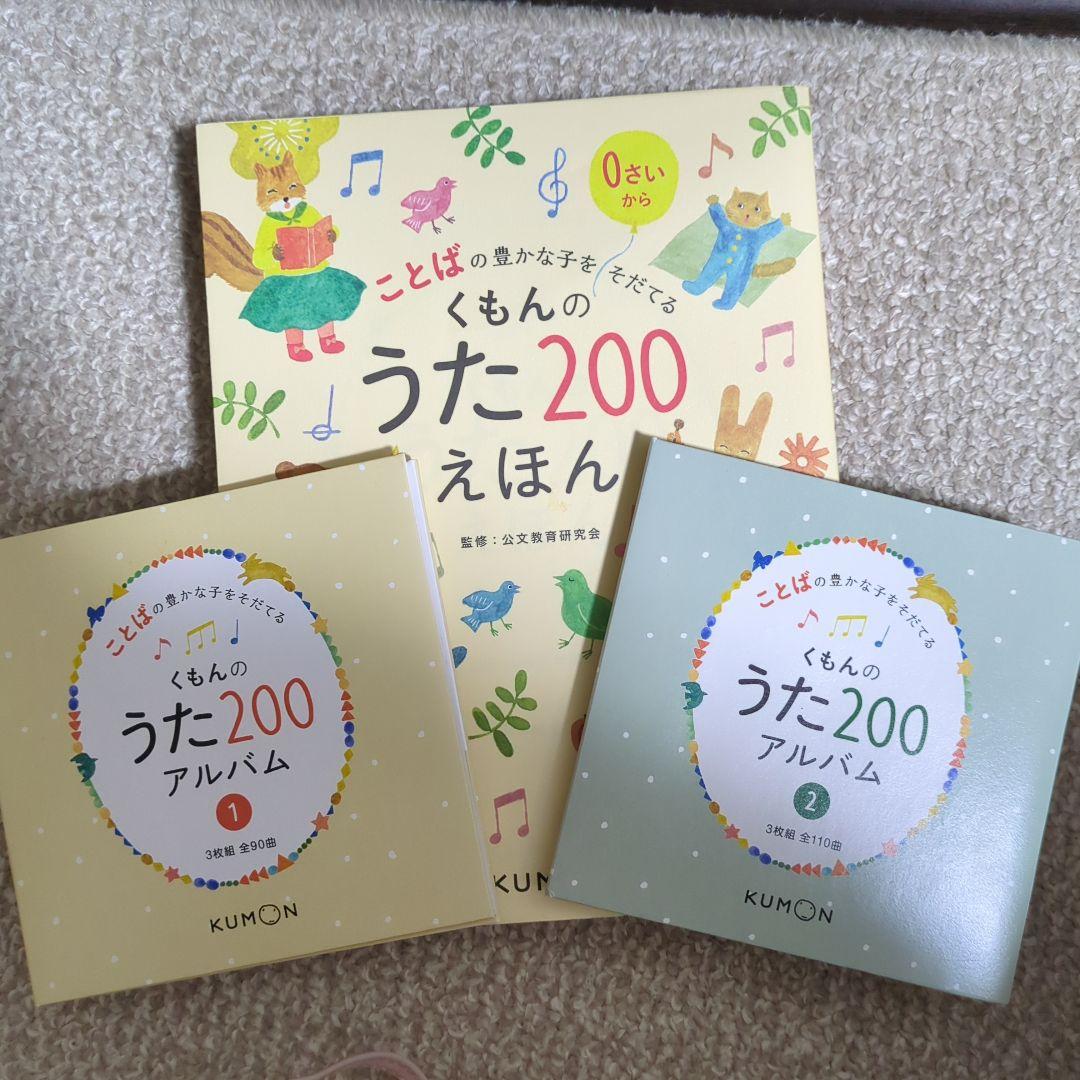 0さい
から
ことばの豊かな子を そだてる
くもんの
うた200
えほん
監修：公文教育研究会
KUM
ことばの豊かな子をそだてる
くもんの
うた200
アルバム
1
3枚組 全90曲
KUMON
ことばの豊かな子をそだてる
くもんの
うた200
アルバム
2
3枚組 全110曲
KUMON